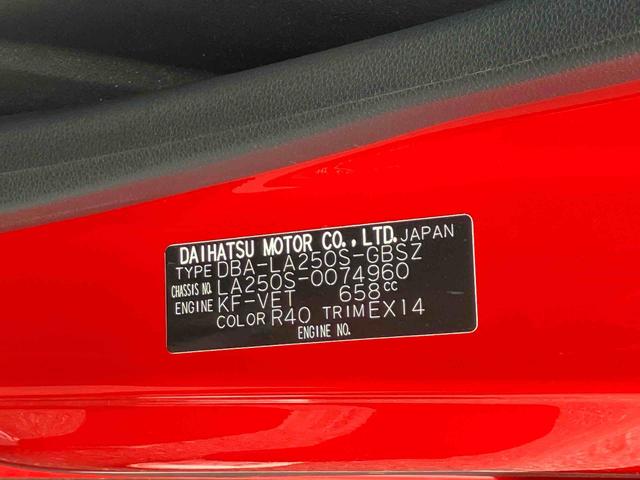 DAIHATSU MOTOR CO., LTD. JAPAN
TYPE DBA-LA250S-GBSZ
CHASSIS NO. LA250S-0074960
ENGINE KF-VET 658cc
COLOR R40 TRIM EX14
ENGINE NO.